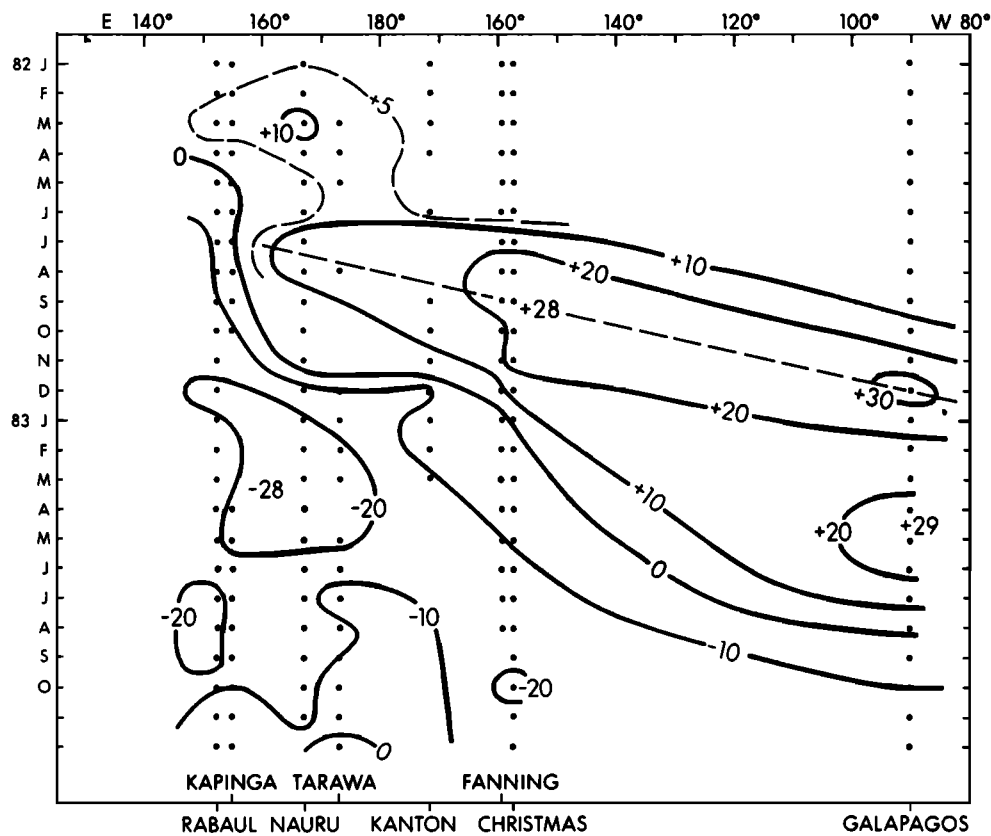 E 140° 160° 180° 160° 140° 120° 100° W 80°
82 J
F
+5
M
+10
A
0
M
J
J
+10
A
+20
S
+28
O
N
D
+30
+20
83 J
F
M
-28
+10
A
-20
+20
+29
M
J
0
J
-20
-10
A
S
-10
O
-20
0
KAPINGA TARAWA FANNING
RABAUL NAURU KANTON CHRISTMAS GALAPAGOS